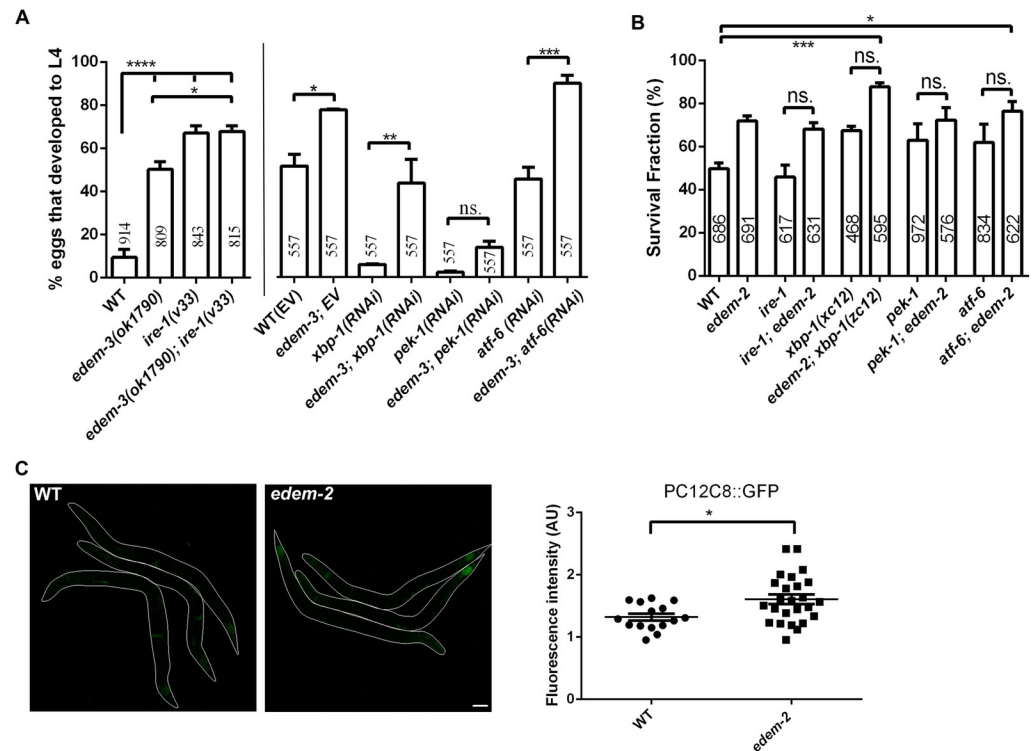 A
% eggs that developed to L4
100
80
60
40
20
0
****
*
*
**
ns.
***
914
809
843
815
557
557
557
557
557
557
557
557
WT
edem-3(ok1790)
ire-1(v33)
edem-3(ok1790); ire-1(v33)
WT(EV)
edem-3; EV
xbp-1(RNAi)
edem-3; xbp-1(RNAi)
pek-1(RNAi)
edem-3; pek-1(RNAi)
atf-6 (RNAi)
edem-3; atf-6(RNAi)
B
Survival Fraction (%)
100
80
60
40
20
0
*
***
ns.
ns.
ns.
ns.
686
691
617
631
468
595
972
576
834
622
WT
edem-2
ire-1
ire-1; edem-2
xbp-1(xc12)
edem-2; xbp-1(zc12)
pek-1
pek-1; edem-2
atf-6
atf-6; edem-2
C
WT
edem-2
PC12C8::GFP
Fluorescence intensity (AU)
3
2
1
0
*
WT
edem-2